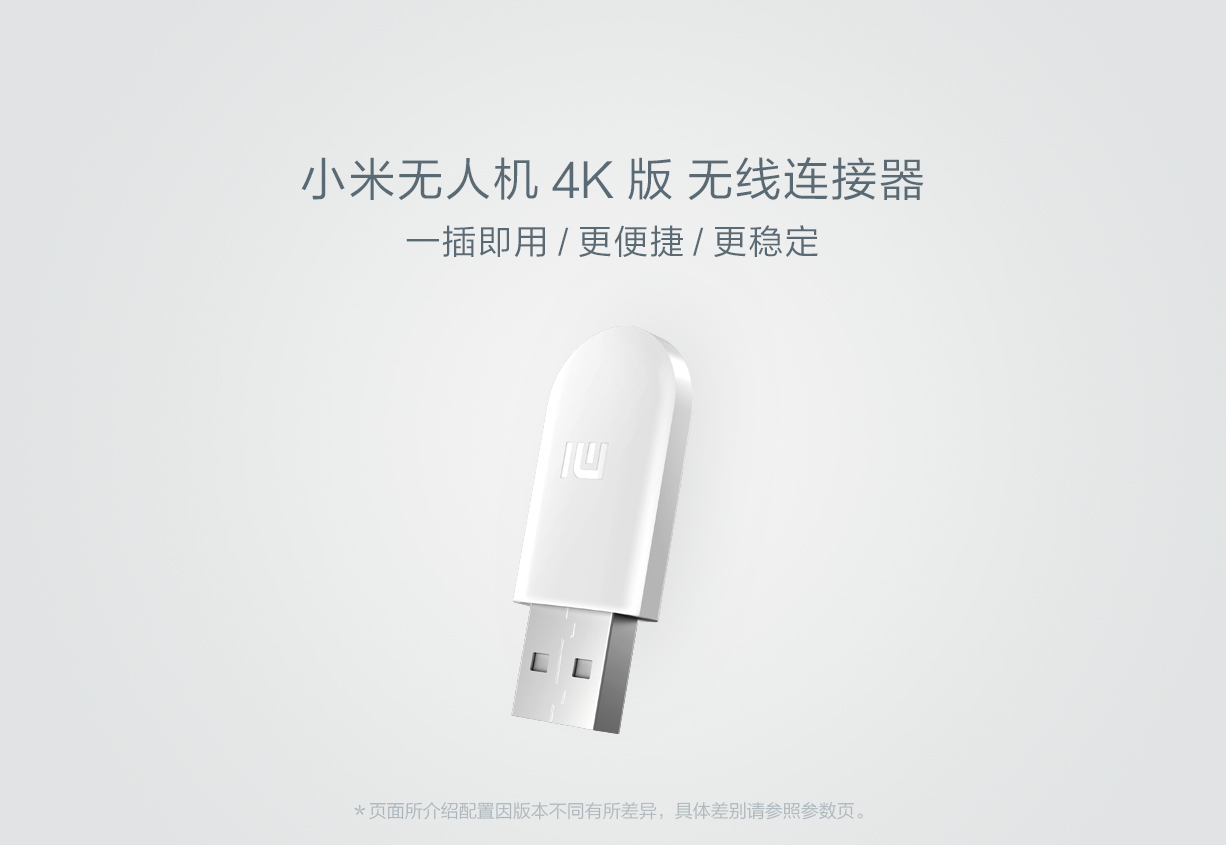 小米无人机 4K 版 无线连接器
一插即用 / 更便捷 / 更稳定
＊页面所介绍配置因版本不同有所差异，具体差别请参照参数页。